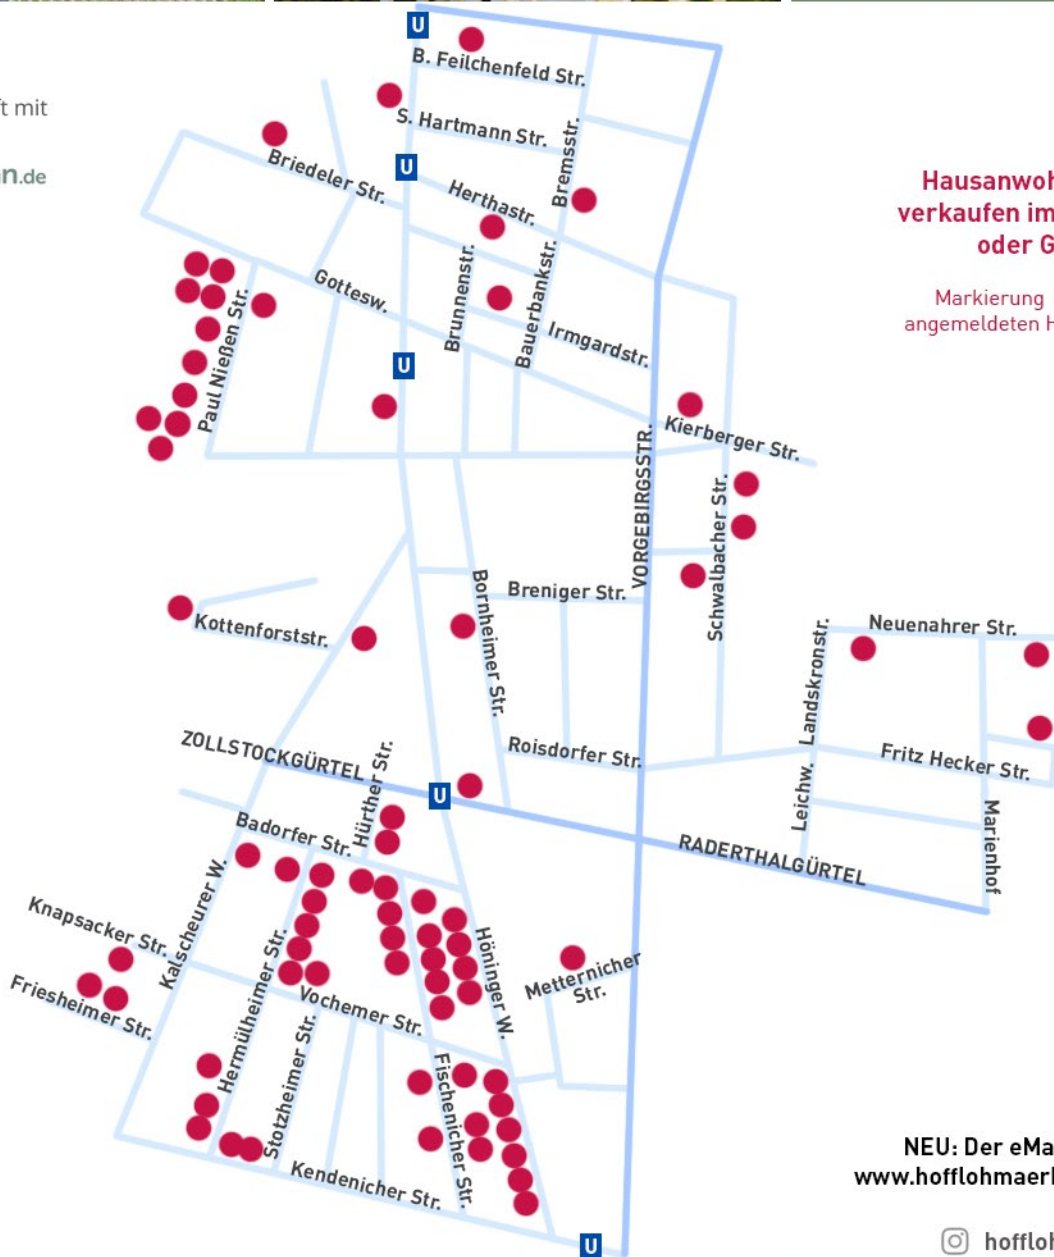 U
B. Feilchenfeld Str.
ft mit
S. Hartmann Str.
n.de
Briedeler Str.
U
Herthastr.
Bremsstr.
Hausanwoh
verkaufen im
oder G
Gottesw.
Brunnenstr.
Bauerbankstr.
Irmgardstr.
Markierung
angemeldeten H
Paul Nießen Str.
U
Kierberger Str.
VORGEBIRGSSTR.
Schwalbacher Str.
Breniger Str.
Bornheimer Str.
Kottenforststr.
Neuenahrer Str.
Landskronstr.
Roisdorfer Str.
ZOLLSTOCKGÜRTEL
Hürther Str.
U
Fritz Hecker Str.
Leichw.
Marienhof
Badorfer Str.
RADERTHALGÜRTEL
Kalscheurer W.
Knapsacker Str.
Friesheimer Str.
Hermülheimer Str.
Höninger W.
Metternicher
Str.
Vochemer Str.
Stotzheimer Str.
Fischenicher Str.
Kendenicher Str.
NEU: Der eMa
www.hofflohmaerk
U
hoffloh